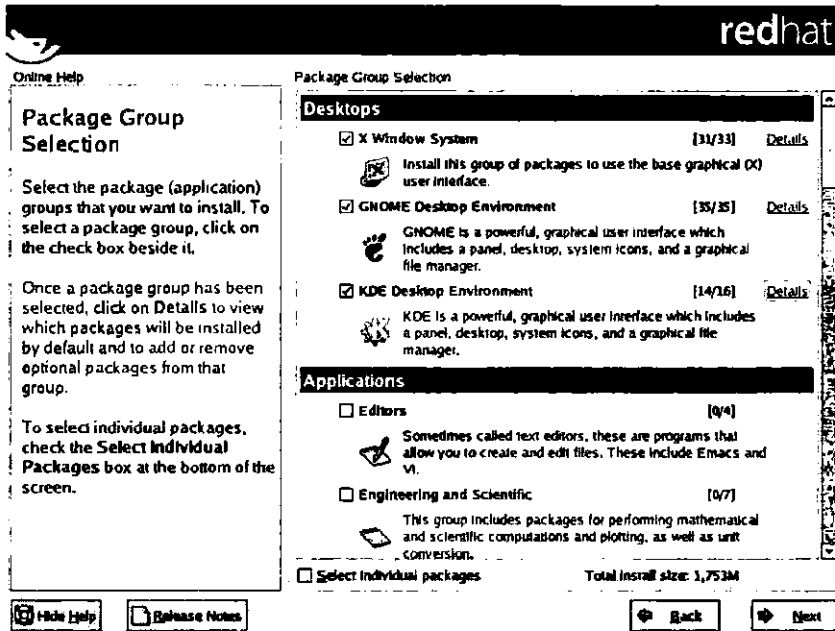 redhat
Online Help
Package Group Selection
Package Group
Selection
Select the package (application)
groups that you want to install. To
select a package group, click on
the check box beside it.
Once a package group has been
selected, click on Details to view
which packages will be installed
by default and to add or remove
optional packages from that
group.
To select individual packages,
check the Select Individual
Packages box at the bottom of the
screen.
Desktops
X Window System [31/33] Details
Install this group of packages to use the base graphical (X)
user interface.
GNOME Desktop Environment [35/35] Details
GNOME is a powerful, graphical user interface which
includes a panel, desktop, system icons, and a graphical
file manager.
KDE Desktop Environment [14/16] Details
KDE is a powerful, graphical user interface which includes
a panel, desktop, system icons, and a graphical file
manager.
Applications
Editors [0/4]
Sometimes called text editors, these are programs that
allow you to create and edit files. These include Emacs and
Vi.
Engineering and Scientific [0/7]
This group includes packages for performing mathematical
and scientific computations and plotting, as well as unit
conversion.
Select individual packages Total install size: 1,753M
Hide Help Release Notes Back Next